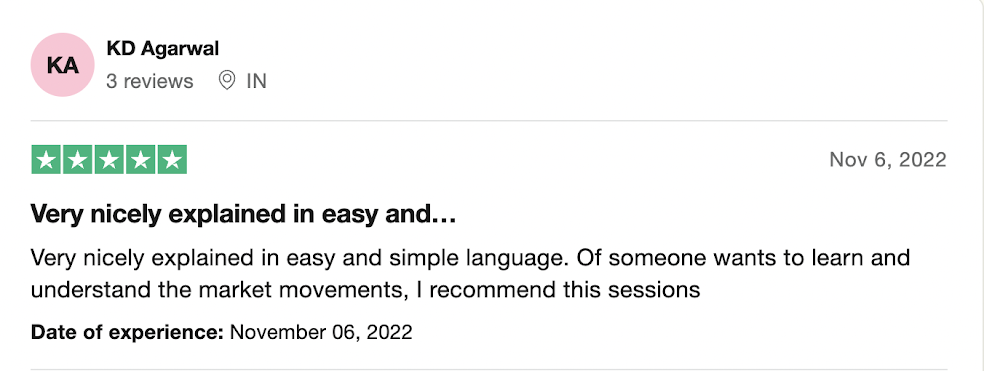 KA
KD Agarwal
3 reviews IN
Nov 6, 2022
Very nicely explained in easy and...
Very nicely explained in easy and simple language. Of someone wants to learn and
understand the market movements, I recommend this sessions
Date of experience: November 06, 2022